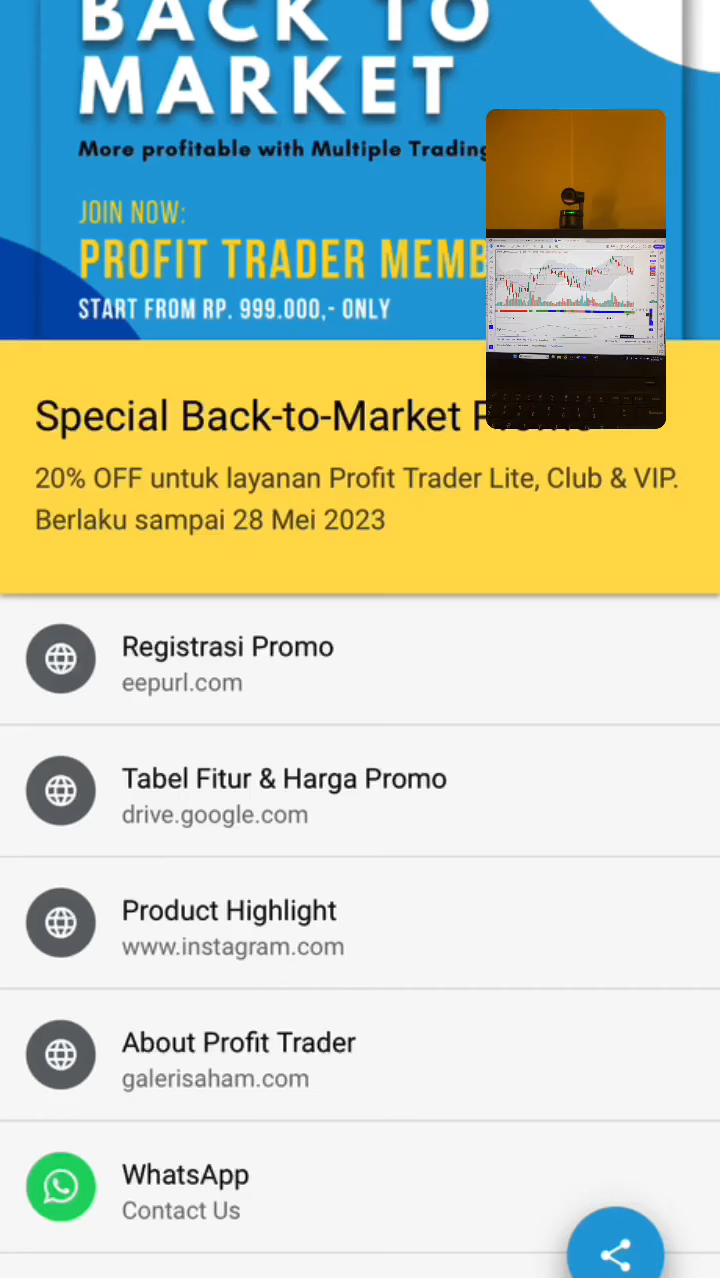 BACK TO
MARKET
More profitable with Multiple Trading
JOIN NOW:
PROFIT TRADER MEMB
START FROM RP. 999.000,- ONLY
Special Back-to-Market
20% OFF untuk layanan Profit Trader Lite, Club & VIP.
Berlaku sampai 28 Mei 2023
Registrasi Promo
eepurl.com
Tabel Fitur & Harga Promo
drive.google.com
Product Highlight
www.instagram.com
About Profit Trader
galerisaham.com
WhatsApp
Contact Us